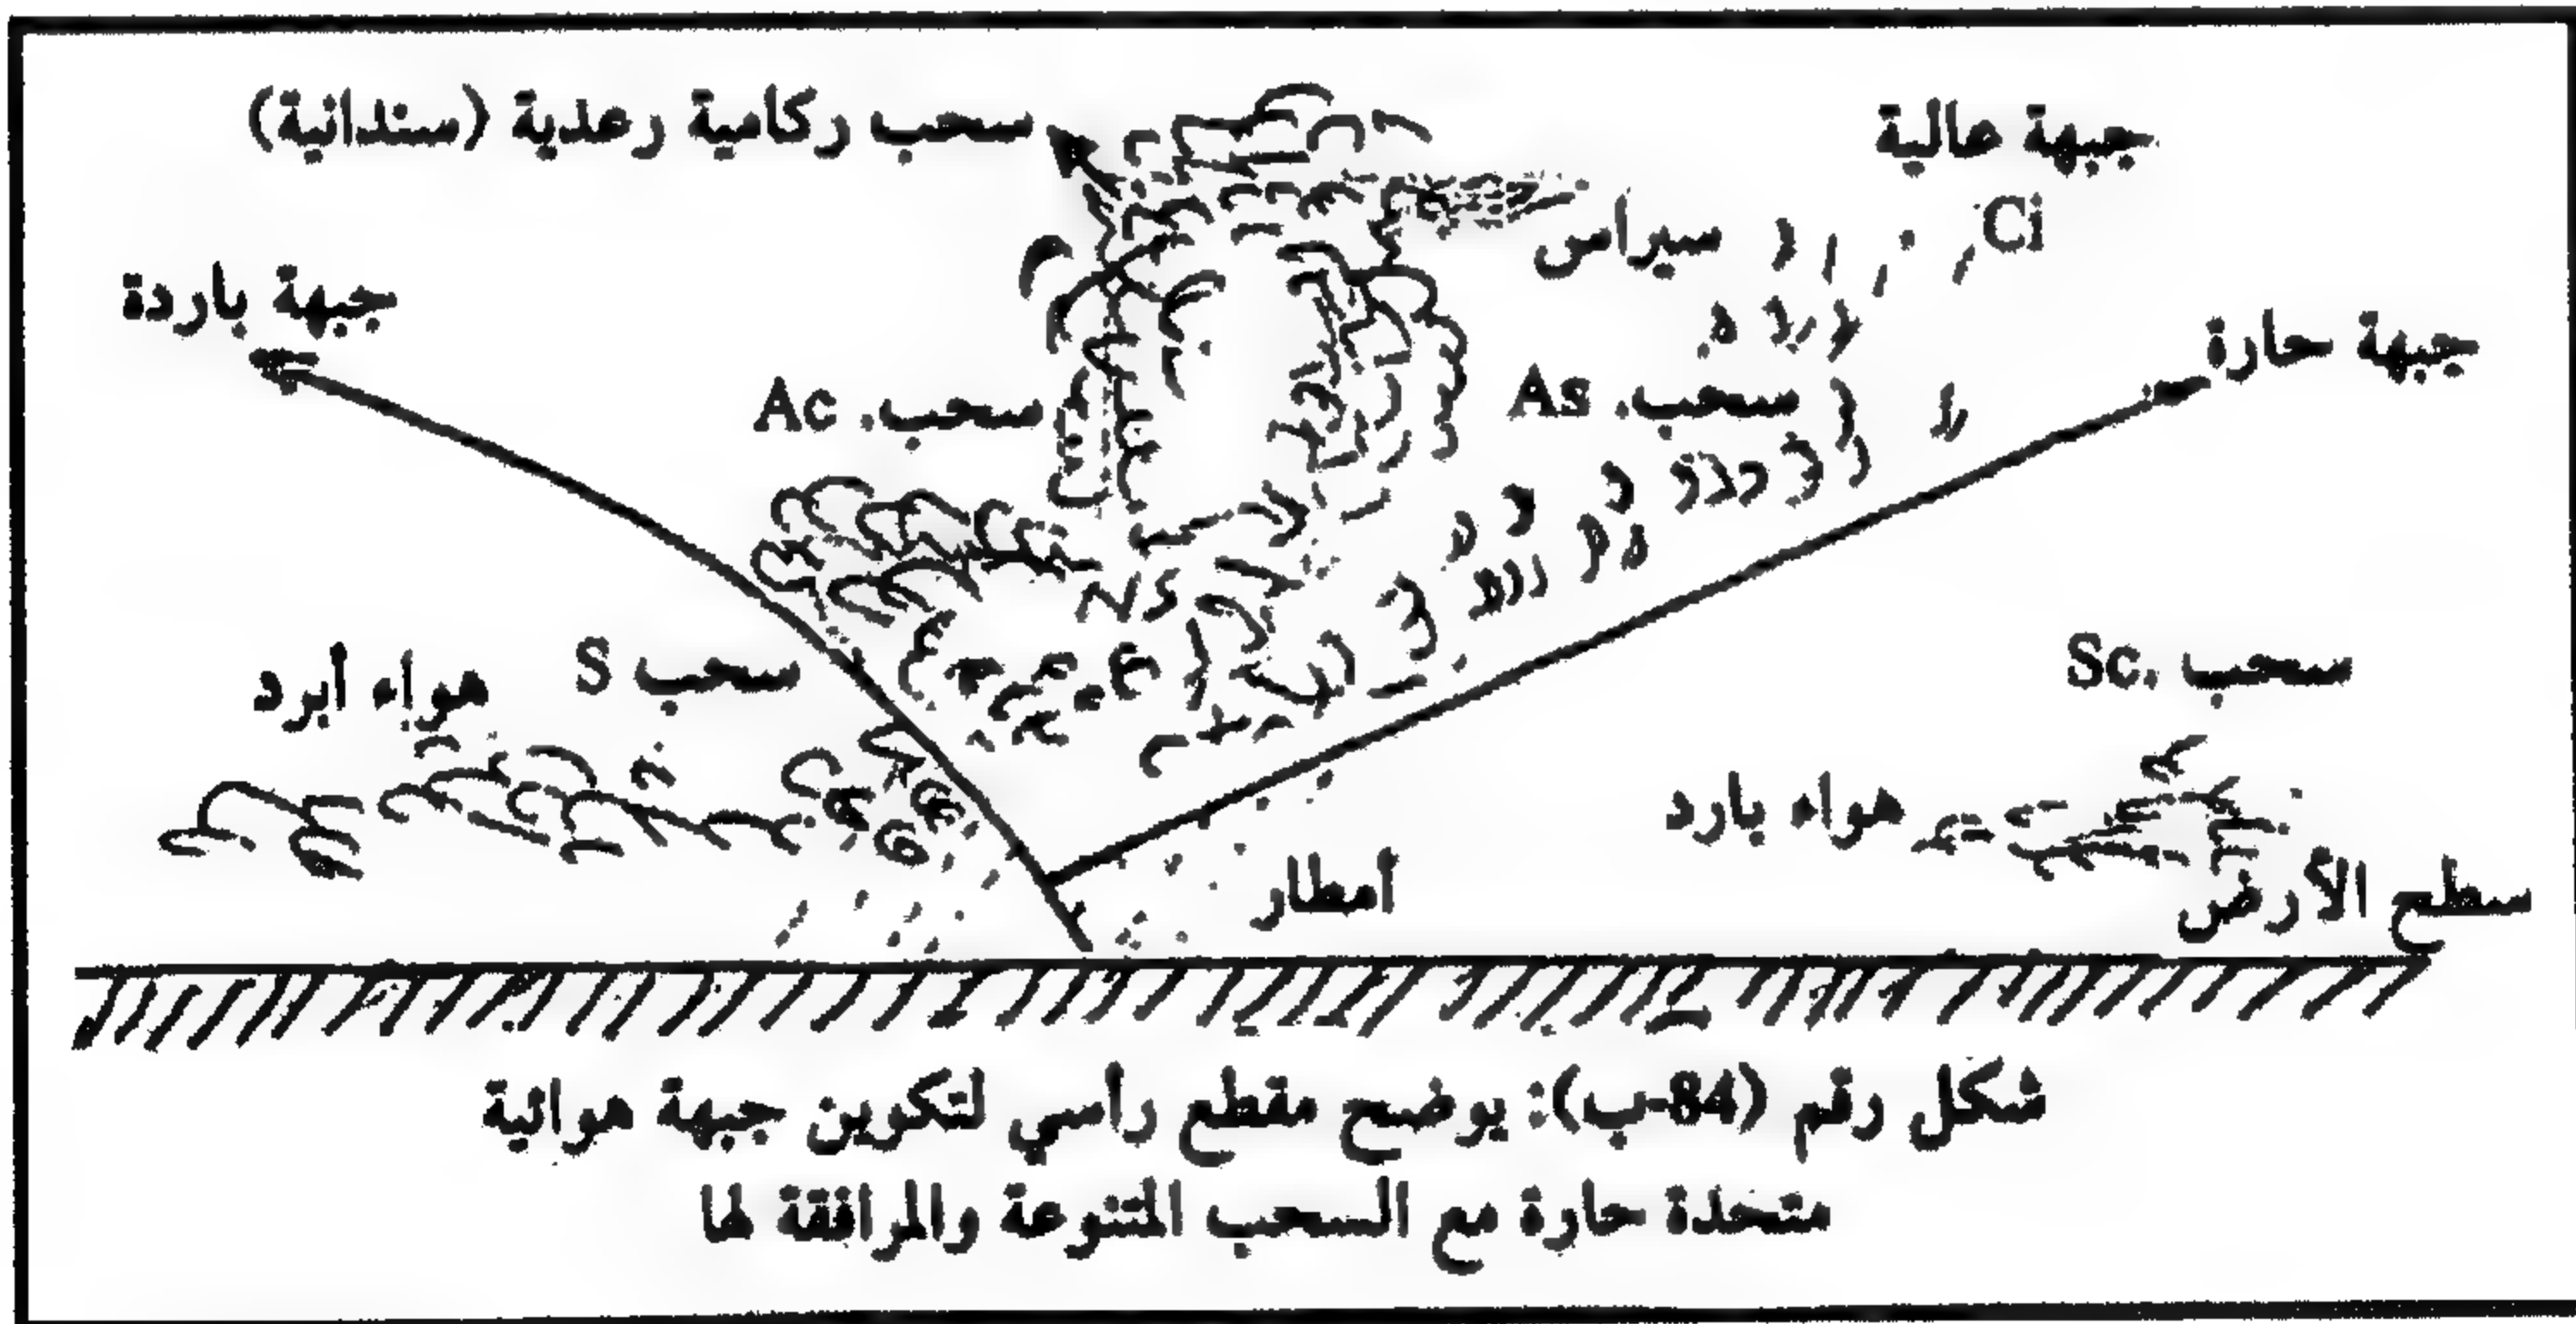 جبهة عالية
سحب ركامية رعدية (سندانية)
Ci
سيراس
جبهة باردة
جبهة حارة
سحب. As
سحب. Ac
NS
سحب .Sc
سحب S
هواء أبرد
هواء بارد
أمطار
سطح الأرض
شكل رقم (84-ب): يوضح مقطع رأسي لتكوين جبهة هوائية
متحدة حارة مع السحب المتنوعة والمرافقة لها